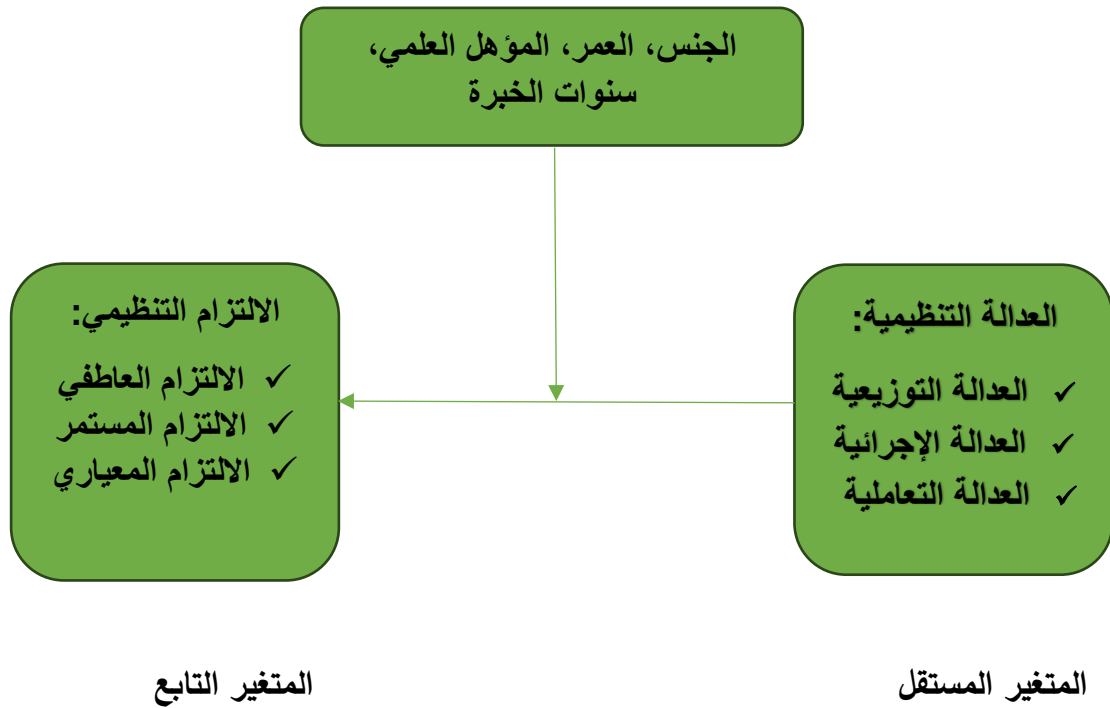 الجنس، العمر، المؤهل العلمي،
سنوات الخبرة
العدالة التنظيمية:
✓ العدالة التوزيعية
✓ العدالة الإجرائية
✓ العدالة التعاملية
الالتزام التنظيمي:
✓ الالتزام العاطفي
✓ الالتزام المستمر
✓ الالتزام المعياري
المتغير المستقل
المتغير التابع